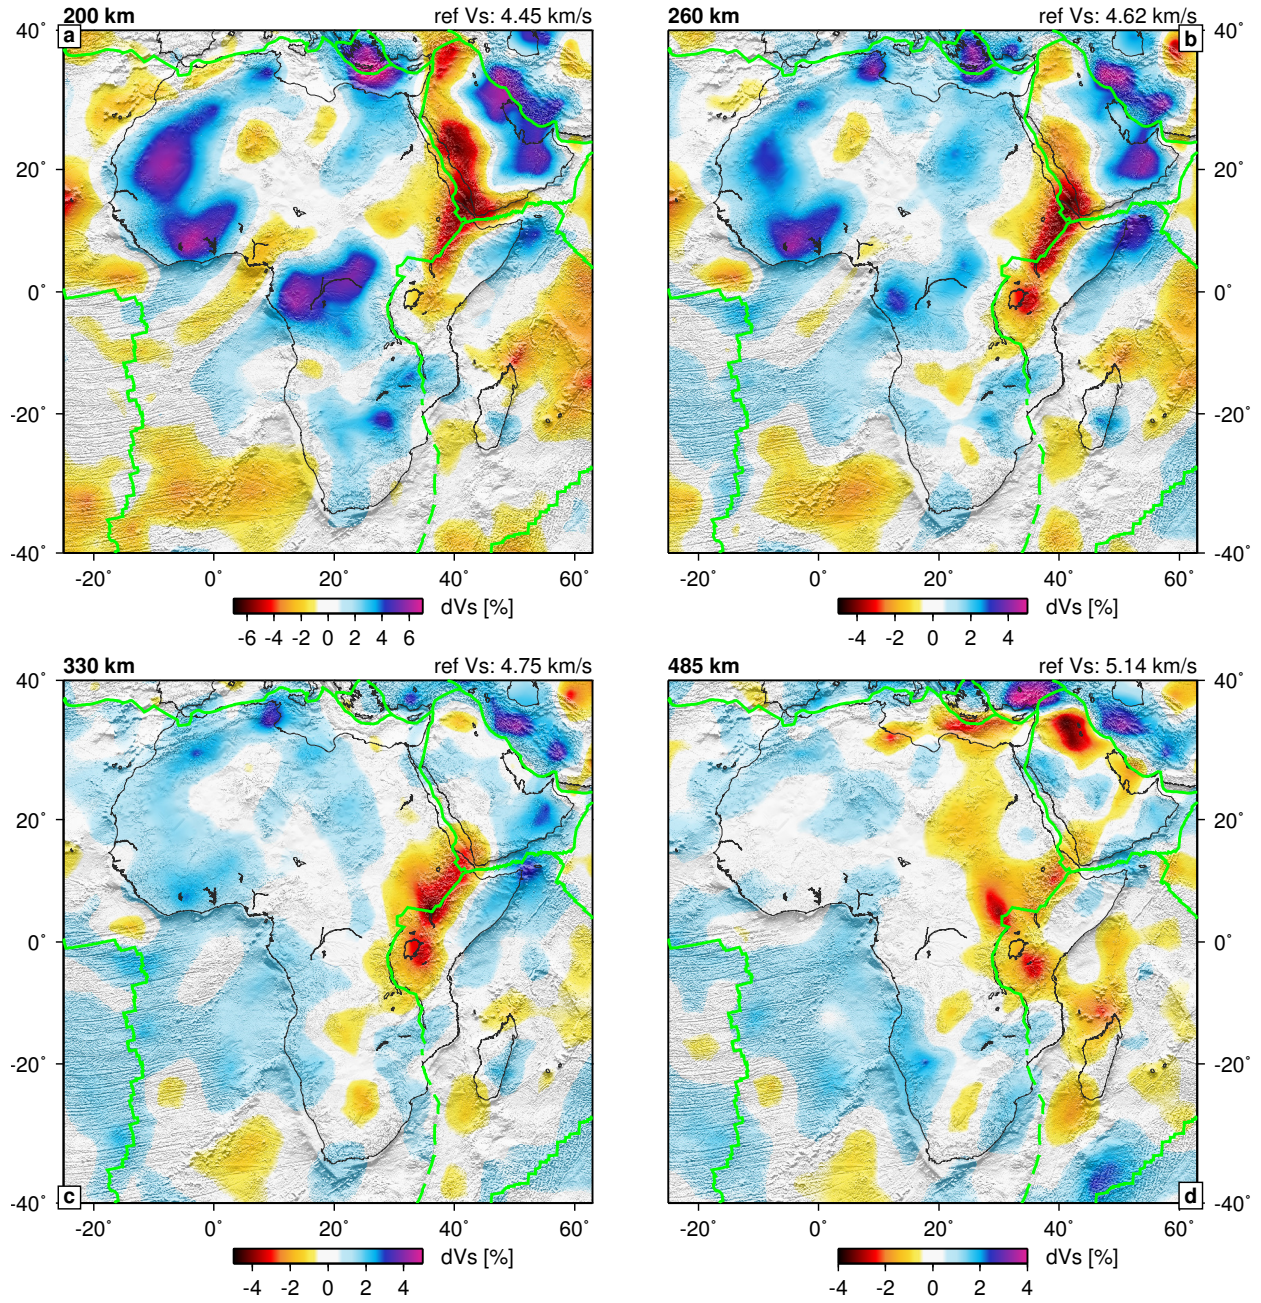 200 km ref Vs: 4.45 km/s
260 km ref Vs: 4.62 km/s
a
b
40˚
20˚
0˚
-20˚
-40˚
40˚
20˚
0˚
-20˚
-40˚
-20˚ 0˚ 20˚ 40˚ 60˚
-20˚ 0˚ 20˚ 40˚ 60˚
dVs [%]
-6 -4 -2 0 2 4 6
dVs [%]
-4 -2 0 2 4
330 km ref Vs: 4.75 km/s
485 km ref Vs: 5.14 km/s
40˚
20˚
0˚
-20˚
-40˚
40˚
20˚
0˚
-20˚
-40˚
c
d
-20˚ 0˚ 20˚ 40˚ 60˚
-20˚ 0˚ 20˚ 40˚ 60˚
dVs [%]
-4 -2 0 2 4
dVs [%]
-4 -2 0 2 4